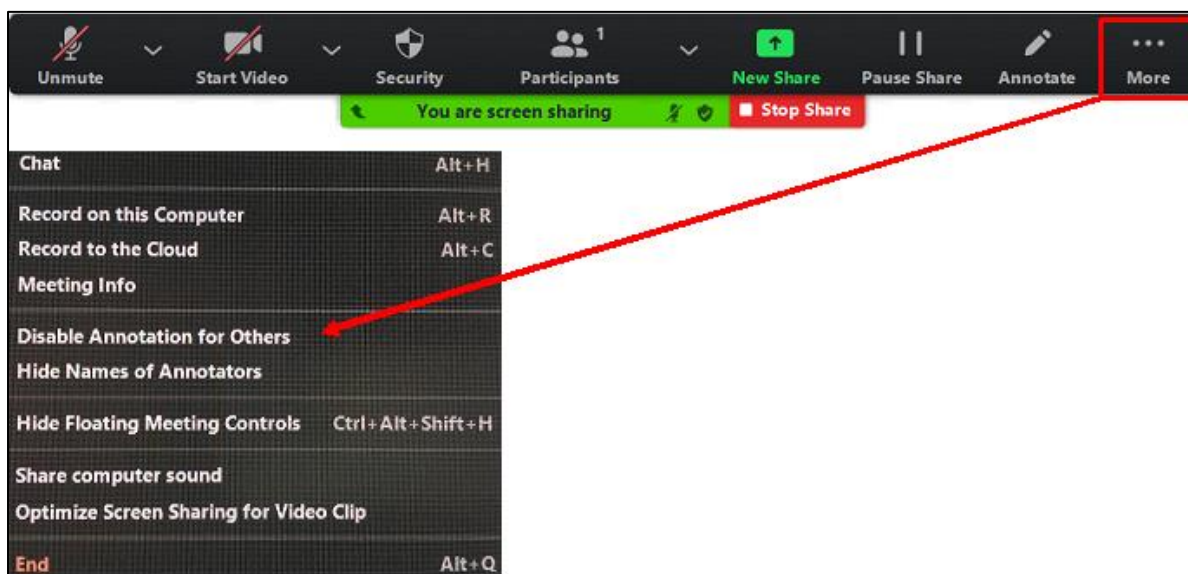 1
Unmute Start Video Security Participants New Share Pause Share Annotate More
You are screen sharing Stop Share
Chat Alt+H
Record on this Computer Alt+R
Record to the Cloud Alt+C
Meeting Info
Disable Annotation for Others
Hide Names of Annotators
Hide Floating Meeting Controls Ctrl+Alt+Shift+H
Share computer sound
Optimize Screen Sharing for Video Clip
End Alt+Q